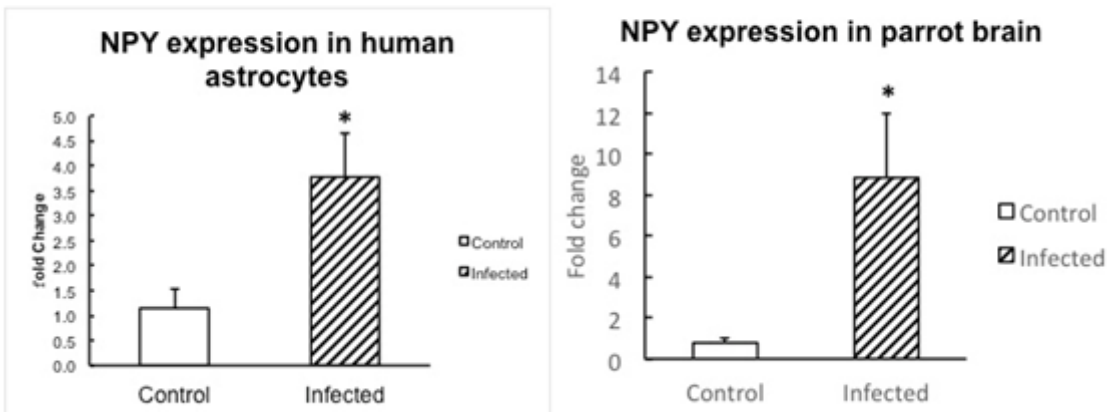 NPY expression in human
astrocytes
fold Change
5.0
4.5
4.0
3.5
3.0
2.5
2.0
1.5
1.0
0.5
0.0
*
Control
Infected
Control
Infected
NPY expression in parrot brain
Fold change
14
12
10
8
6
4
2
0
*
Control
Infected
Control
Infected